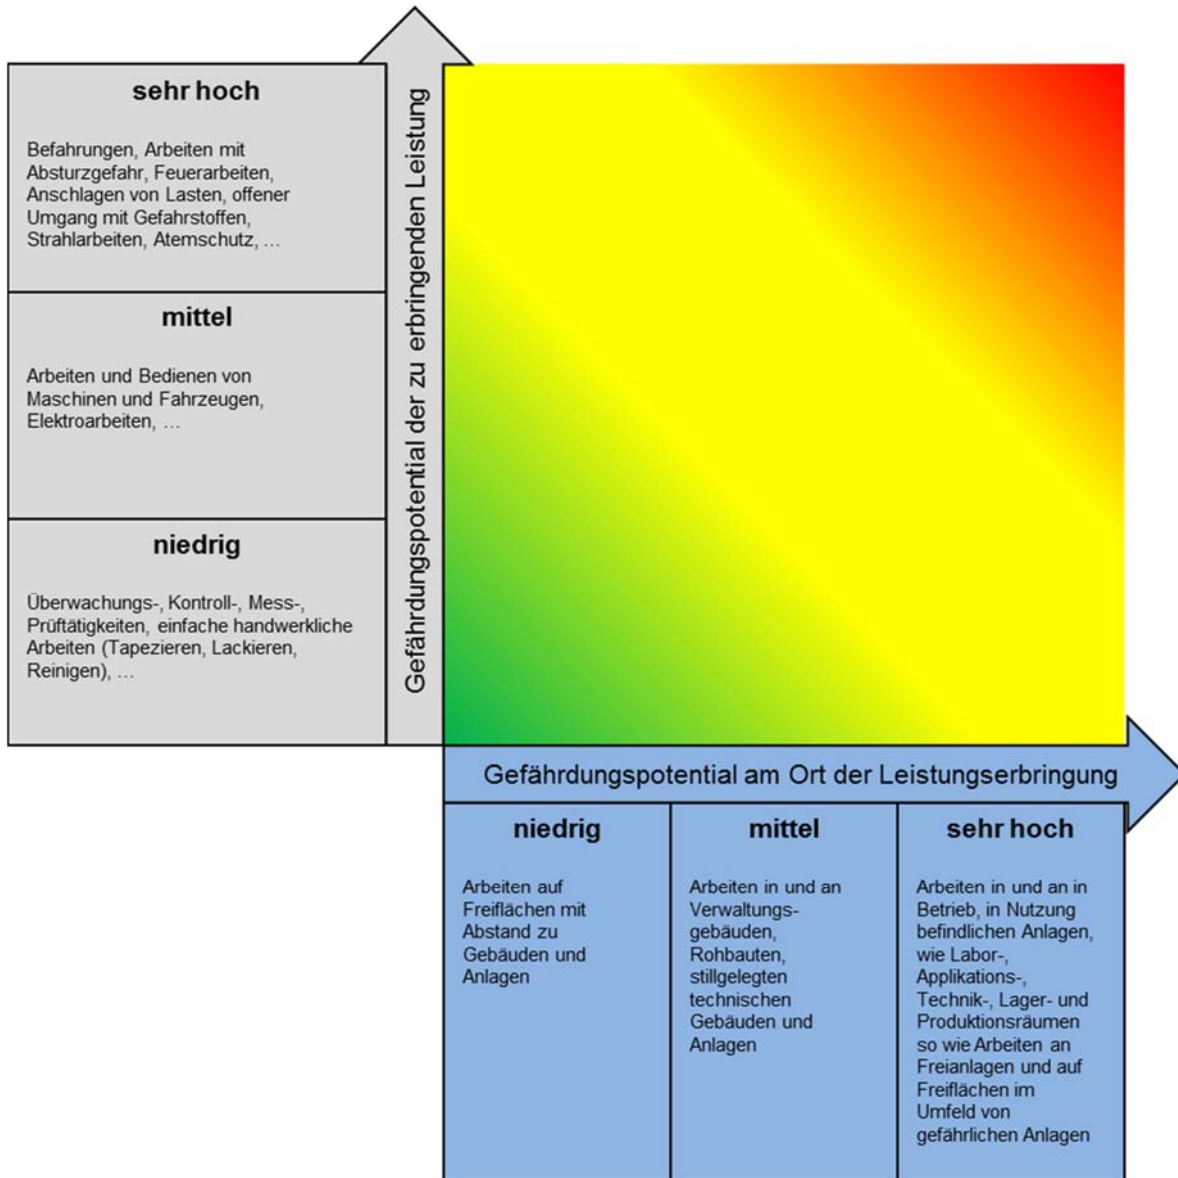 sehr hoch
Befahrungen, Arbeiten mit
Absturzgefahr, Feuerarbeiten,
Anschlagen von Lasten, offener
Umgang mit Gefahrstoffen,
Strahlarbeiten, Atemschutz, …
mittel
Arbeiten und Bedienen von
Maschinen und Fahrzeugen,
Elektroarbeiten, …
niedrig
Überwachungs-, Kontroll-, Mess-,
Prüftätigkeiten, einfache handwerkliche
Arbeiten (Tapezieren, Lackieren,
Reinigen), …
Gefährdungspotential der zu erbringenden Leistung
Gefährdungspotential am Ort der Leistungserbringung
niedrig
Arbeiten auf
Freiflächen mit
Abstand zu
Gebäuden und
Anlagen
mittel
Arbeiten in und an
Verwaltungs-
gebäuden,
Rohbauten,
stillgelegten
technischen
Gebäuden und
Anlagen
sehr hoch
Arbeiten in und an in
Betrieb, in Nutzung
befindlichen Anlagen,
wie Labor-,
Applikations-,
Technik-, Lager- und
Produktionsräumen
so wie Arbeiten an
Freianlagen und auf
Freiflächen im
Umfeld von
gefährlichen Anlagen